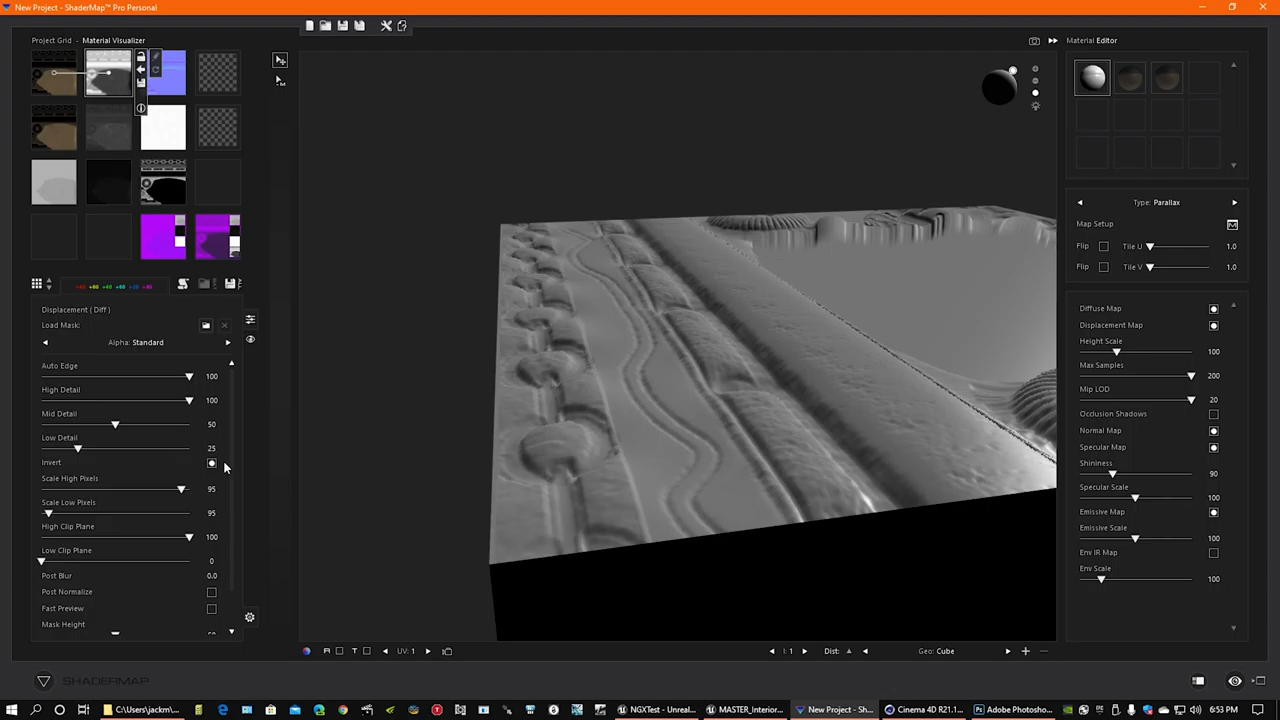 New Project - ShaderMap™ Pro Personal
Project Grid - Material Visualizer
Material Editor
Type: Parallax
Map Setup
M
Flip
Tile U
1.0
Flip
Tile V
1.0
Displacement ( Diff )
Load Mask:
Alpha: Standard
Auto Edge
100
High Detail
100
Mid Detail
50
Low Detail
25
Invert
Scale High Pixels
95
Scale Low Pixels
95
High Clip Plane
100
Low Clip Plane
0
Post Blur
0.0
Post Normalize
Fast Preview
Mask Height
Diffuse Map
Displacement Map
Height Scale
100
Max Samples
200
Mip LOD
20
Occlusion Shadows
Normal Map
Specular Map
Shininess
90
Specular Scale
100
Emissive Map
Emissive Scale
100
Env IR Map
Env Scale
100
R
T
UV: 1
I: 1
Dist:
Geo: Cube
SHADERMAP
C:\Users\jackm\...
NGXTest - Unreal...
MASTER_Interior...
New Project - Sh...
Cinema 4D R21.1...
Adobe Photosho...
6:53 PM